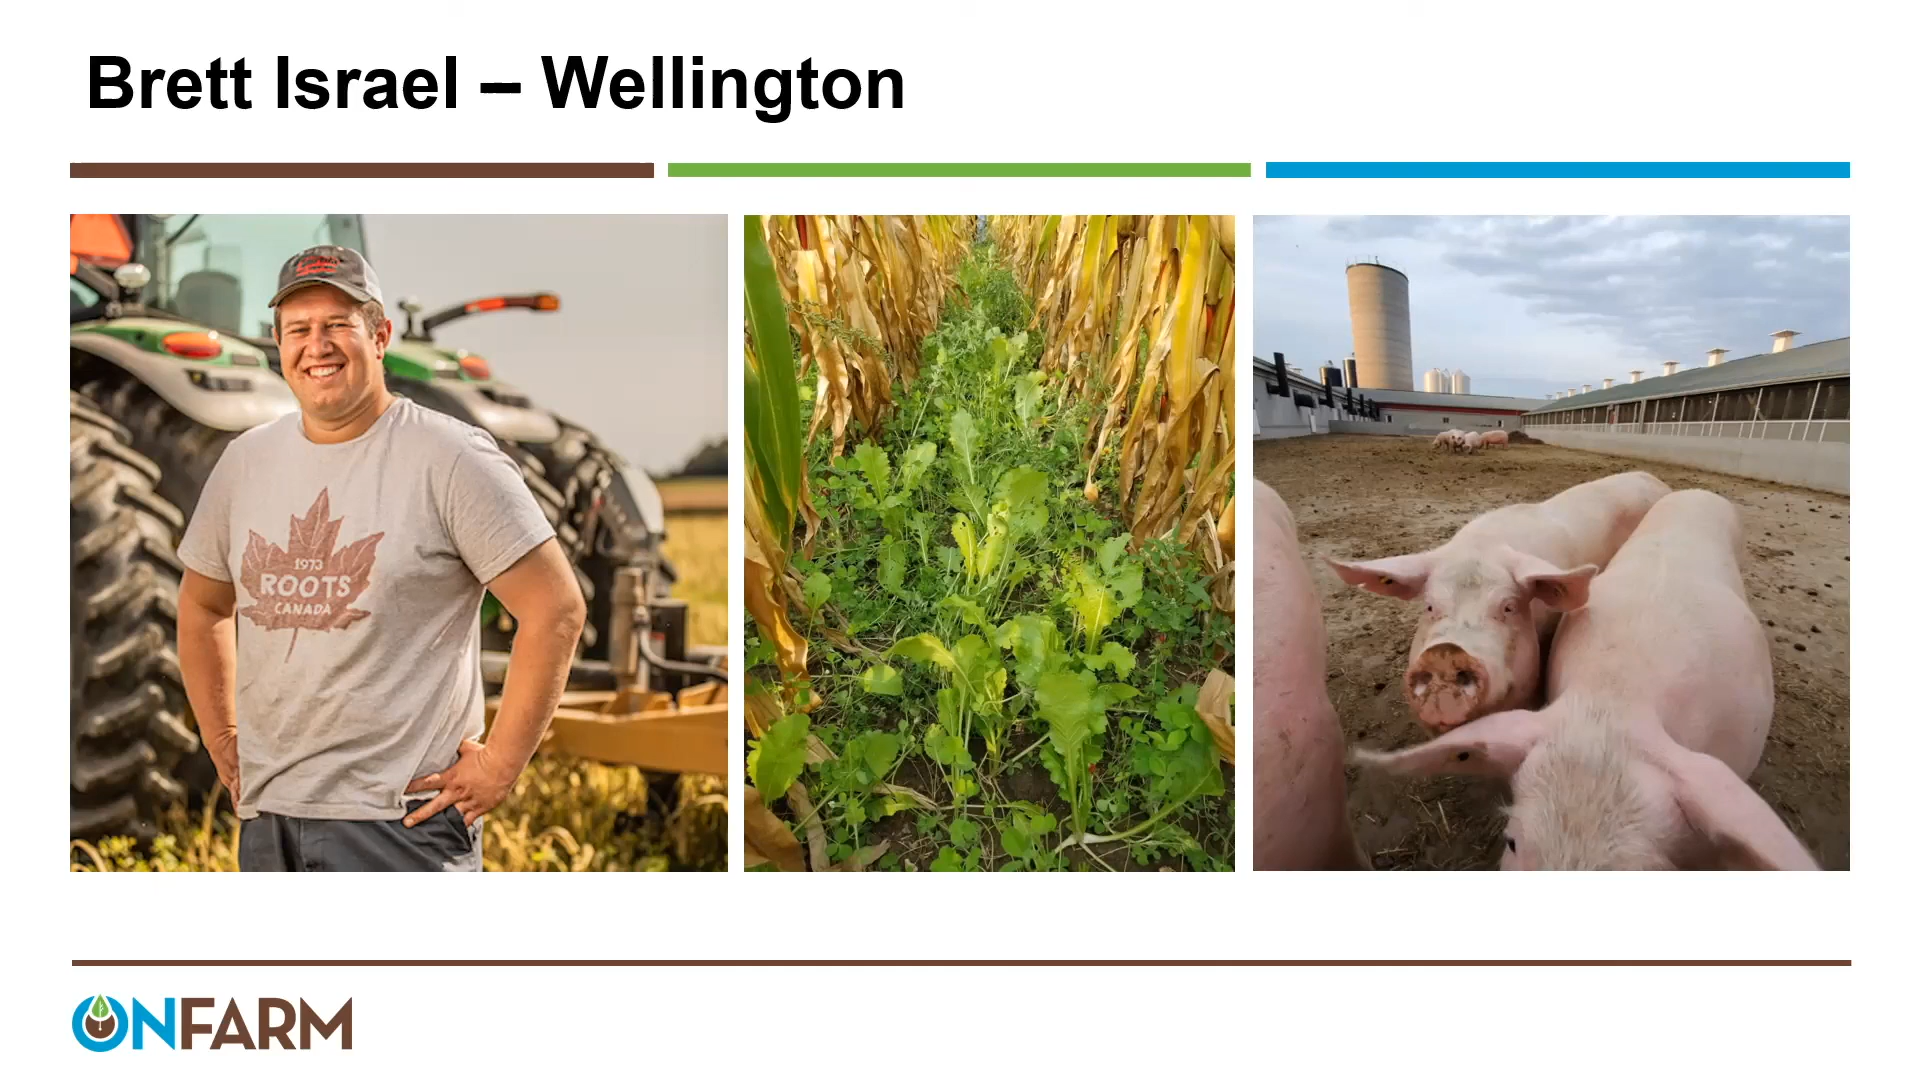 Brett Israel – Wellington
1973
ROOTS
CANADA
ONFARM